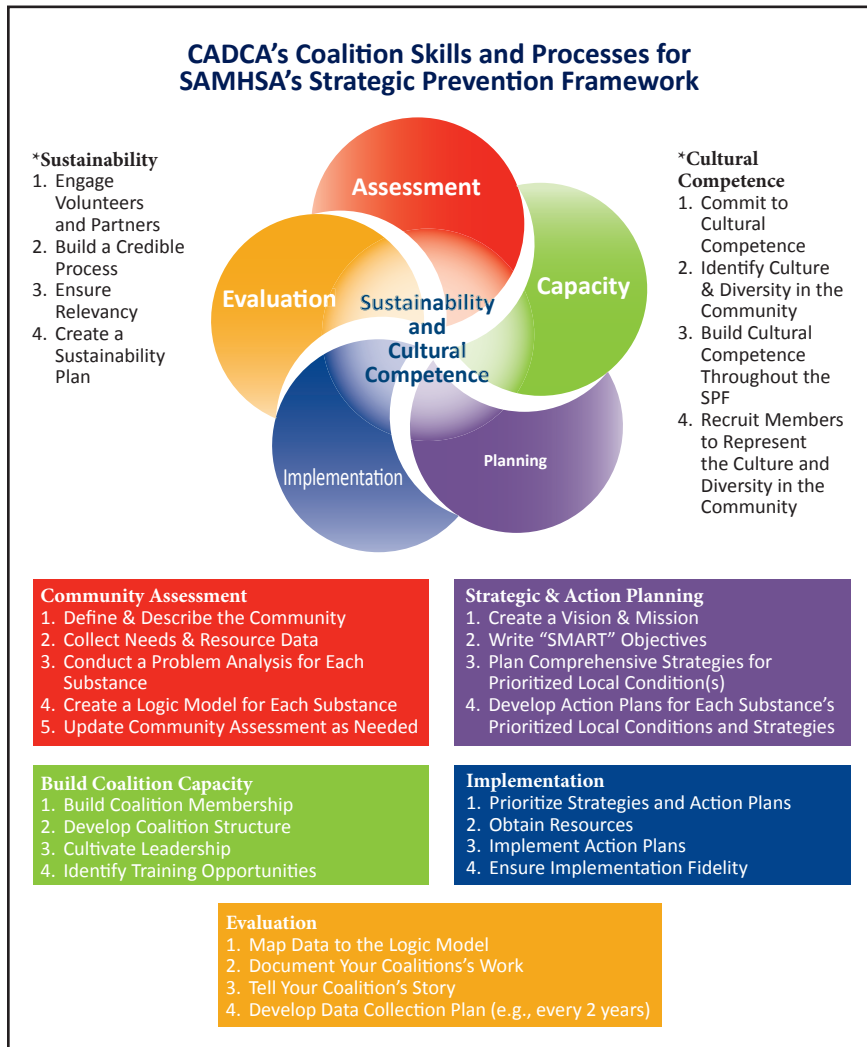 CADCA's Coalition Skills and Processes for
SAMHSA's Strategic Prevention Framework
*Sustainability
1. Engage
Volunteers
and Partners
2. Build a Credible
Process
3. Ensure
Relevancy
4. Create a
Sustainability
Plan
Assessment
Capacity
Evaluation
Sustainability
and
Cultural
Competence
Implementation
Planning
*Cultural
Competence
1. Commit to
Cultural
Competence
2. Identify Culture
& Diversity in the
Community
3. Build Cultural
Competence
Throughout the
SPF
4. Recruit Members
to Represent
the Culture and
Diversity in the
Community
Community Assessment
1. Define & Describe the Community
2. Collect Needs & Resource Data
3. Conduct a Problem Analysis for Each
Substance
4. Create a Logic Model for Each Substance
5. Update Community Assessment as Needed
Strategic & Action Planning
1. Create a Vision & Mission
2. Write “SMART” Objectives
3. Plan Comprehensive Strategies for
Prioritized Local Condition(s)
4. Develop Action Plans for Each Substance's
Prioritized Local Conditions and Strategies
Build Coalition Capacity
1. Build Coalition Membership
2. Develop Coalition Structure
3. Cultivate Leadership
4. Identify Training Opportunities
Implementation
1. Prioritize Strategies and Action Plans
2. Obtain Resources
3. Implement Action Plans
4. Ensure Implementation Fidelity
Evaluation
1. Map Data to the Logic Model
2. Document Your Coalitions's Work
3. Tell Your Coalition's Story
4. Develop Data Collection Plan (e.g., every 2 years)